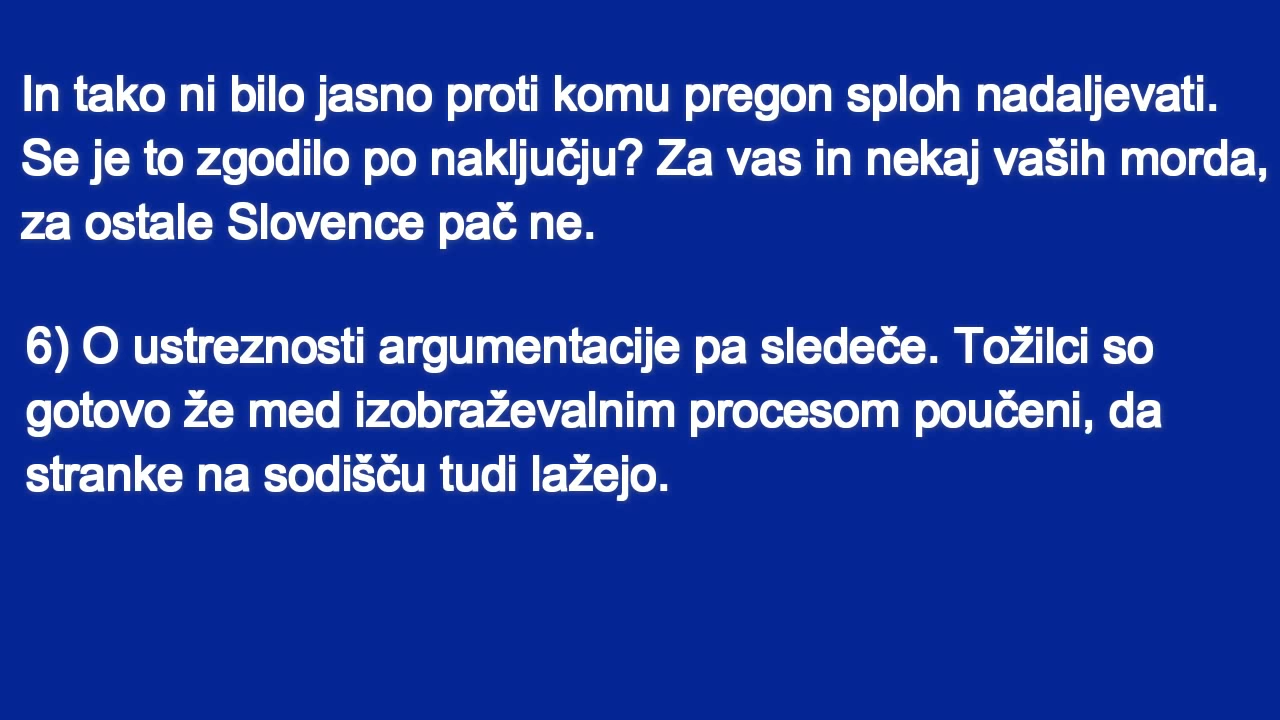 In tako ni bilo jasno proti komu pregon sploh nadaljevati.
Se je to zgodilo po naključju? Za vas in nekaj vaših morda,
za ostale Slovence pač ne.
6) O ustreznosti argumentacije pa sledeče. Tožilci so
gotovo že med izobraževalnim procesom poučeni, da
stranke na sodišču tudi lažejo.